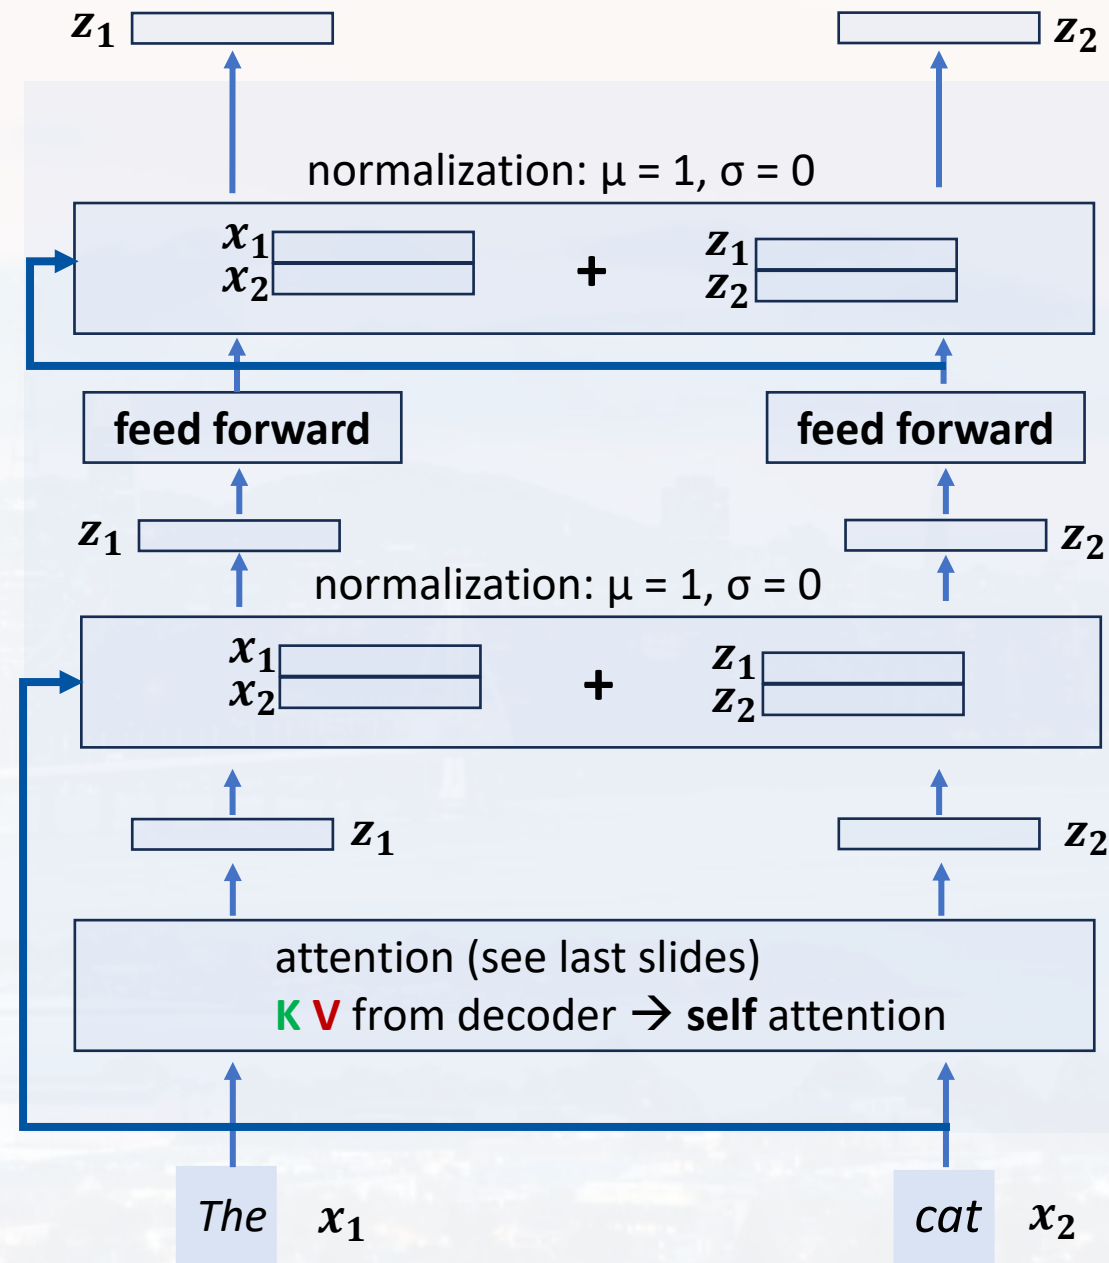 z₁ z₂
normalization: μ = 1, σ = 0
x₁ z₁
+
x₂ z₂
feed forward feed forward
z₁ z₂
normalization: μ = 1, σ = 0
x₁ z₁
+
x₂ z₂
z₁ z₂
attention (see last slides)
K V from decoder → self attention
The x₁ cat x₂